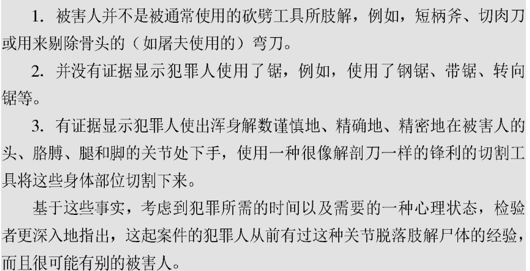 1．被害人并不是被通常使用的砍劈工具所肢解，例如，短柄斧、切肉刀
或用来剔除骨头的（如屠夫使用的）弯刀。
2．并没有证据显示犯罪人使用了锯，例如，使用了钢锯、带锯、转向
锯等。
3．有证据显示犯罪人使出浑身解数谨慎地、精确地、精密地在被害人的
头、胳膊、腿和脚的关节处下手，使用一种很像解剖刀一样的锋利的切割工
具将这些身体部位切割下来。
基于这些事实，考虑到犯罪所需的时间以及需要的一种心理状态，检验
者更深入地指出，这起案件的犯罪人从前有过这种关节脱落肢解尸体的经验，
而且很可能有别的被害人。